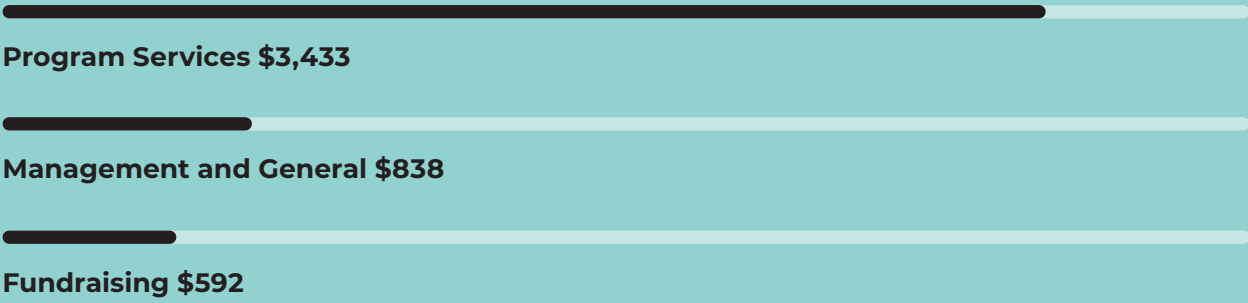 Program Services $3,433
Management and General $838
Fundraising $592